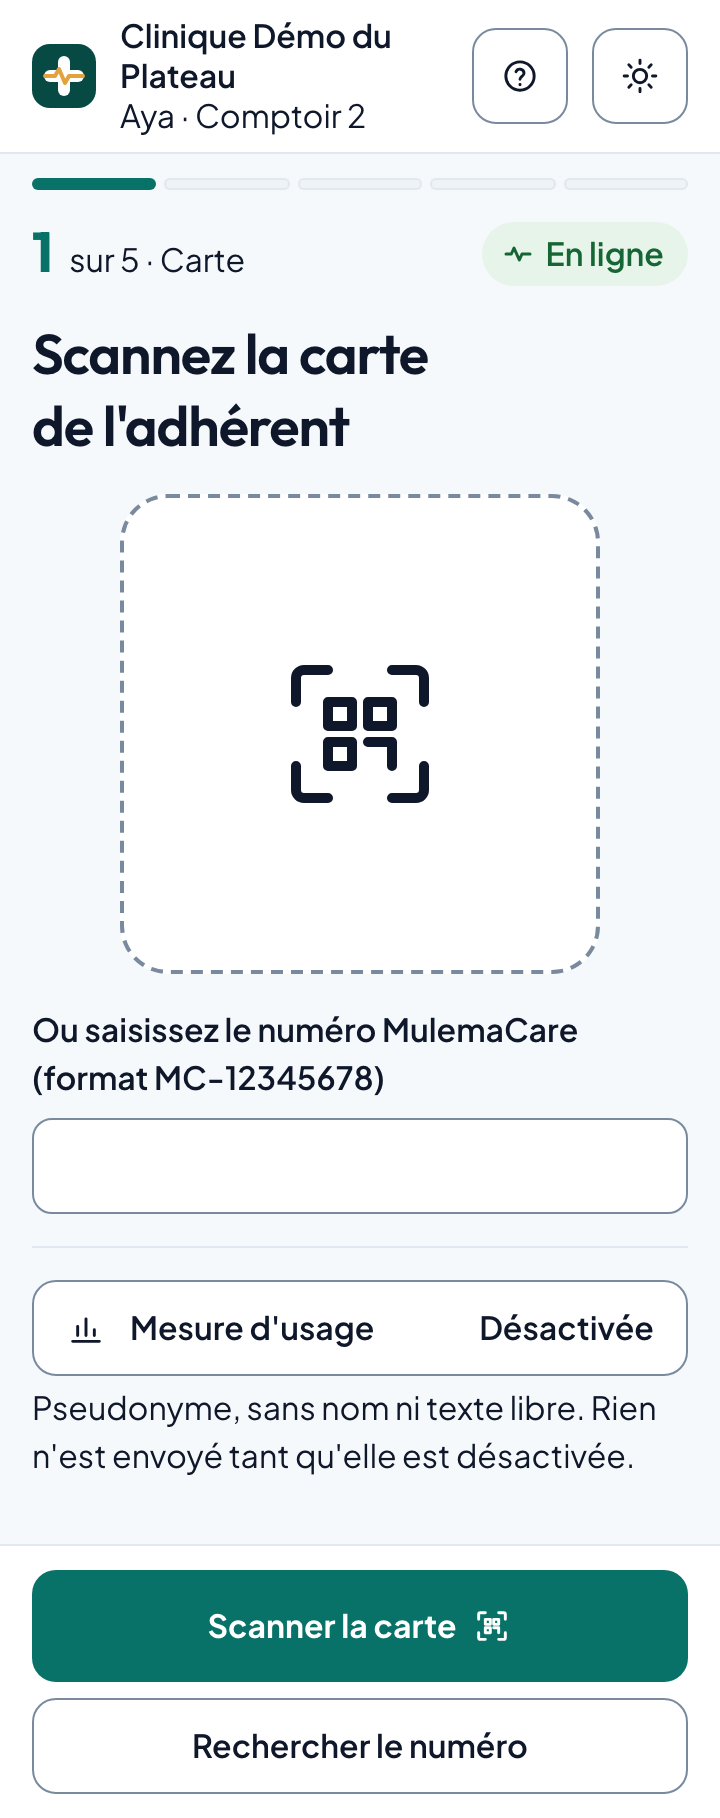 Clinique Démo du
Plateau
Aya · Comptoir 2
1 sur 5 · Carte
En ligne
Scannez la carte
de l'adhérent
Ou saisissez le numéro MulemaCare
(format MC-12345678)
Mesure d'usage Désactivée
Pseudonyme, sans nom ni texte libre. Rien
n'est envoyé tant qu'elle est désactivée.
Scanner la carte
Rechercher le numéro